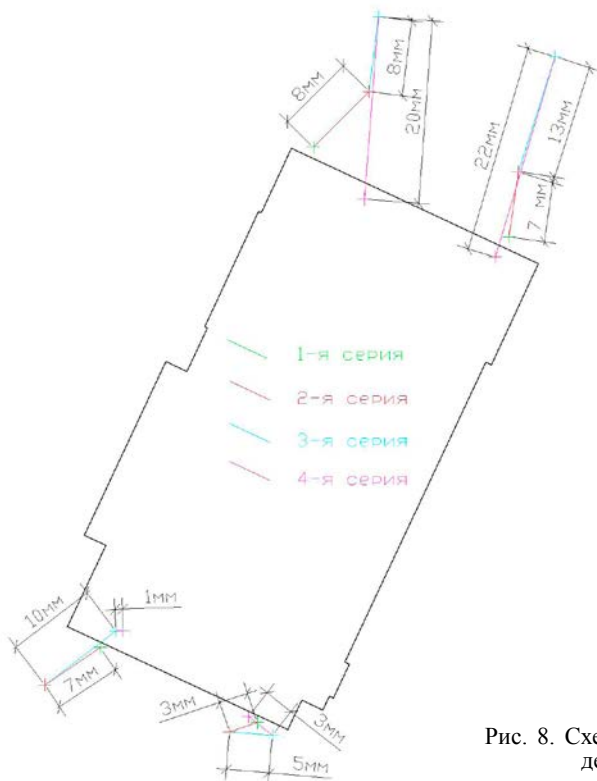 8мм
8мм
20мм
22мм
13мм
7 мм
1-я серия
2-я серия
3-я серия
4-я серия
10мм
1мм
7мм
3мм
3мм
5мм
Рис. 8. Схе
де